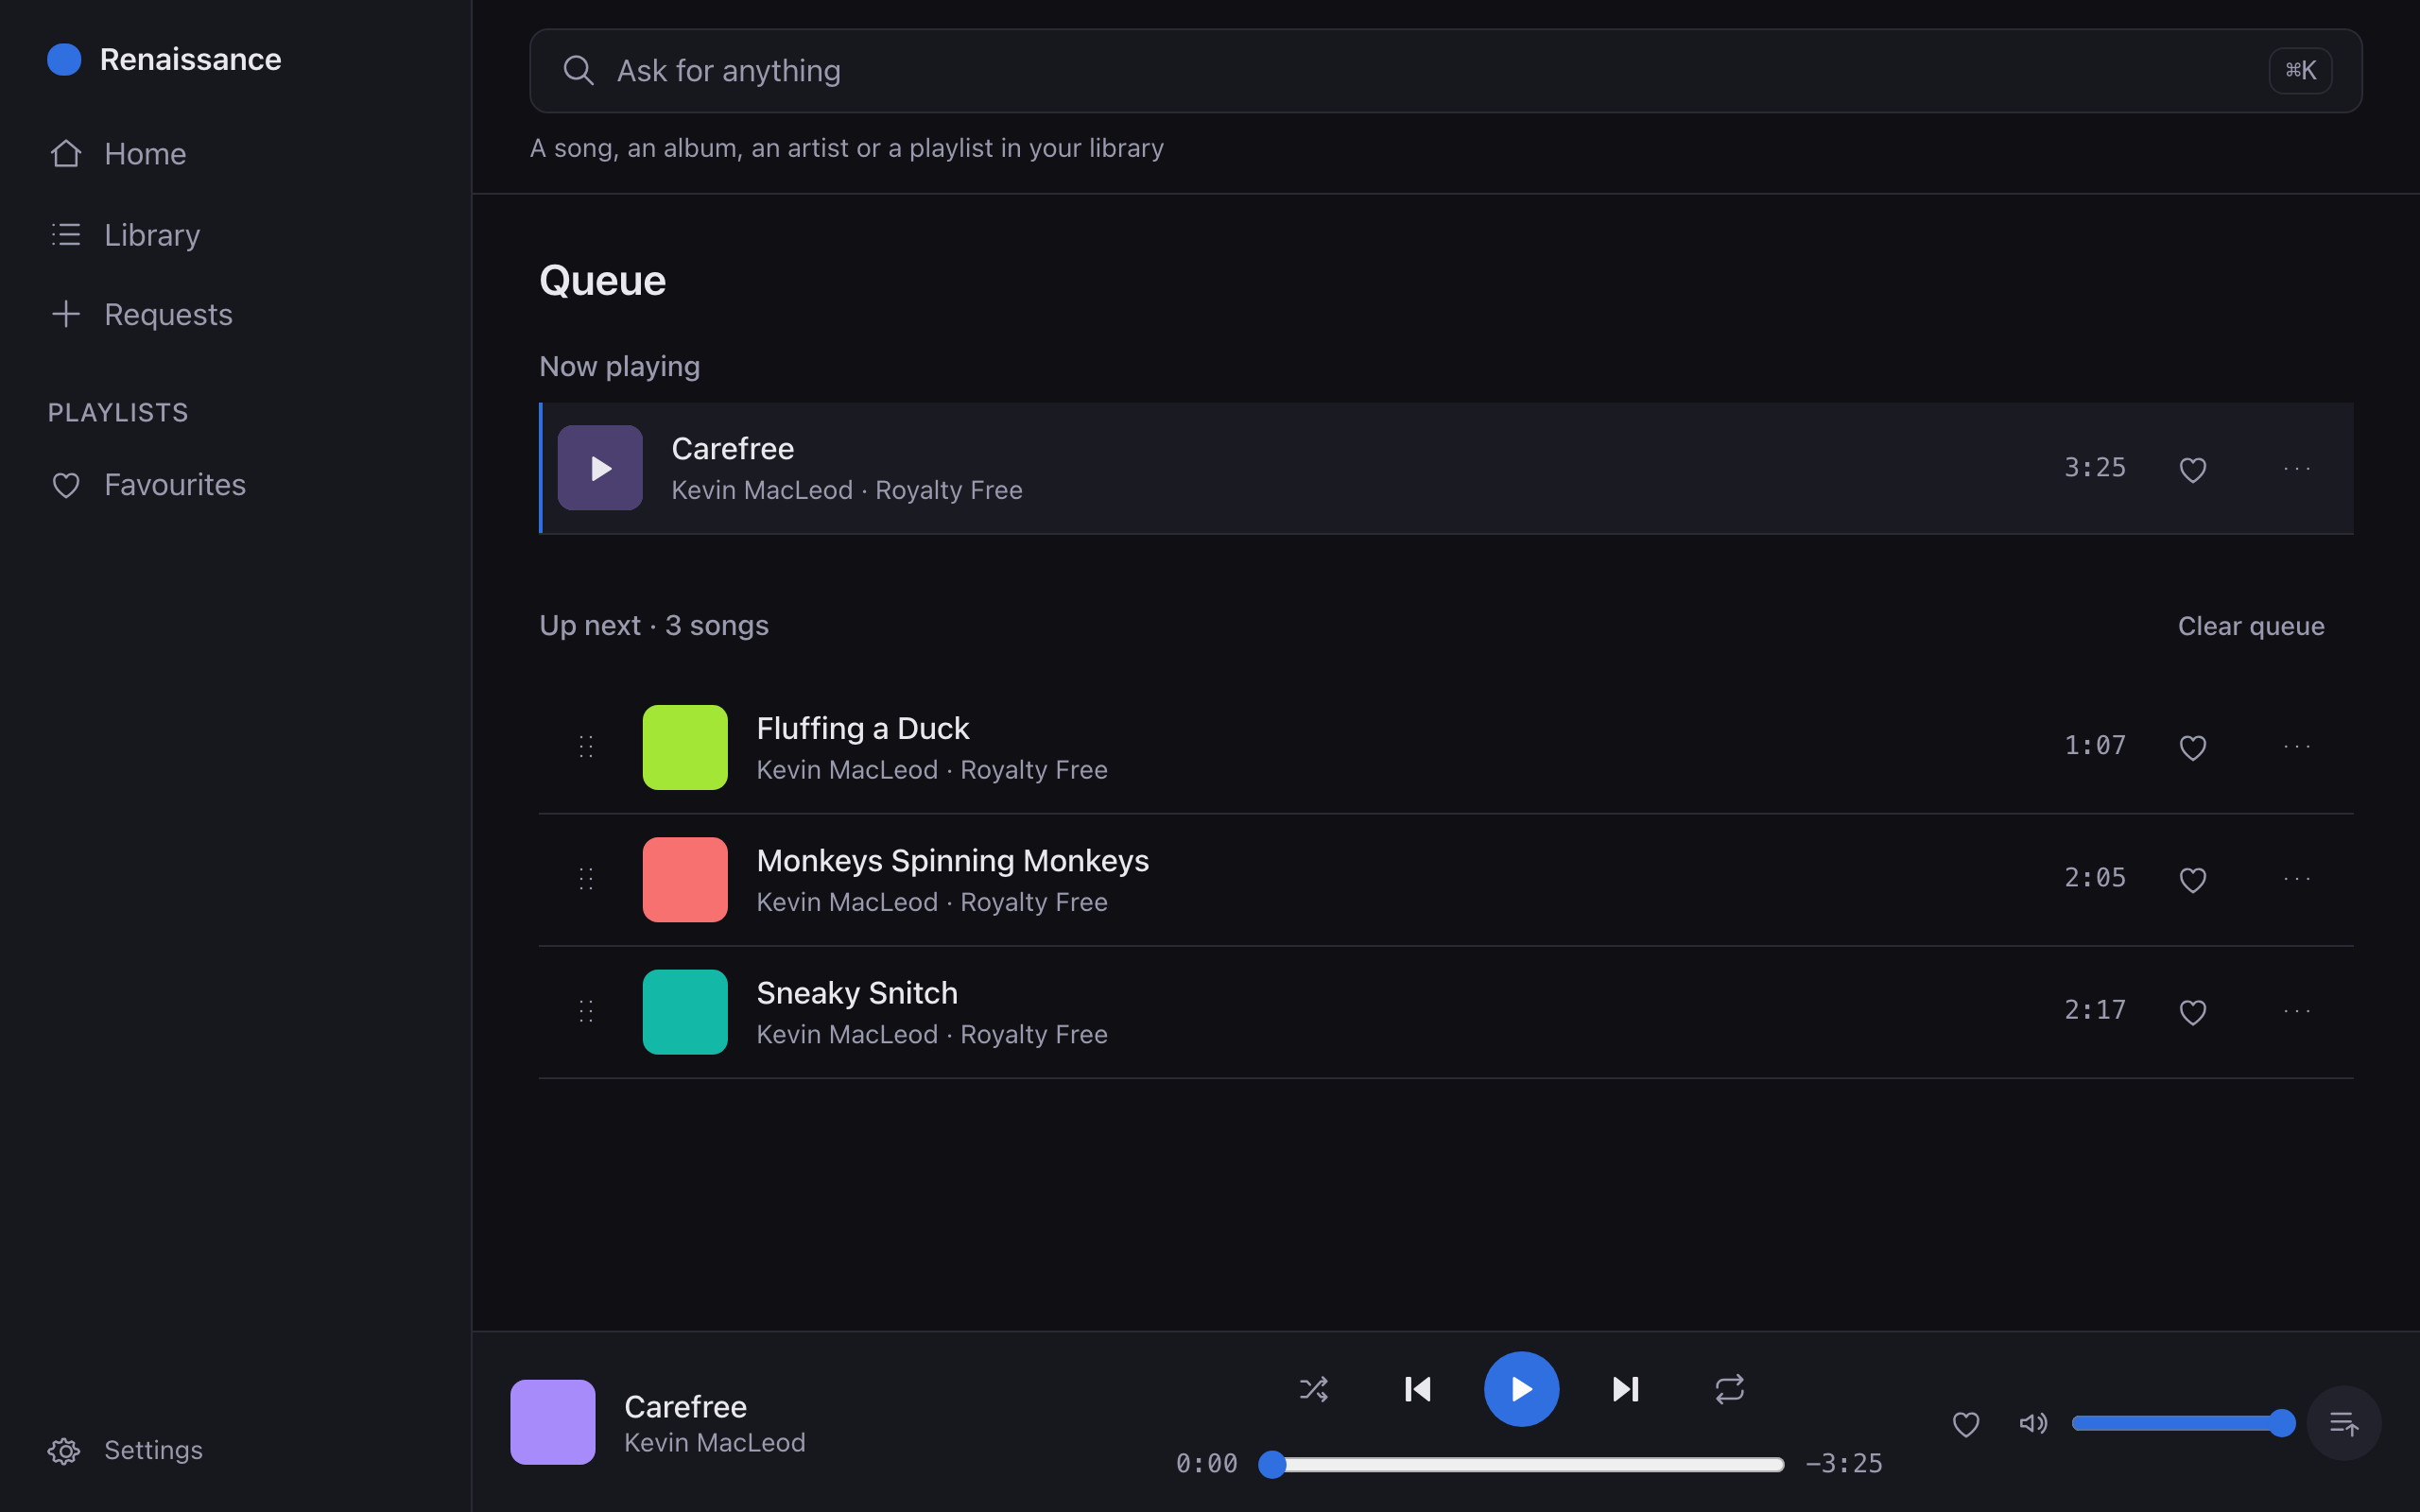 Renaissance
Home
Library
Requests
PLAYLISTS
Favourites
Settings
Ask for anything
⌘K
A song, an album, an artist or a playlist in your library
Queue
Now playing
Carefree
Kevin MacLeod · Royalty Free
3:25
Up next · 3 songs
Clear queue
Fluffing a Duck
Kevin MacLeod · Royalty Free
1:07
Monkeys Spinning Monkeys
Kevin MacLeod · Royalty Free
2:05
Sneaky Snitch
Kevin MacLeod · Royalty Free
2:17
Carefree
Kevin MacLeod
0:00
−3:25